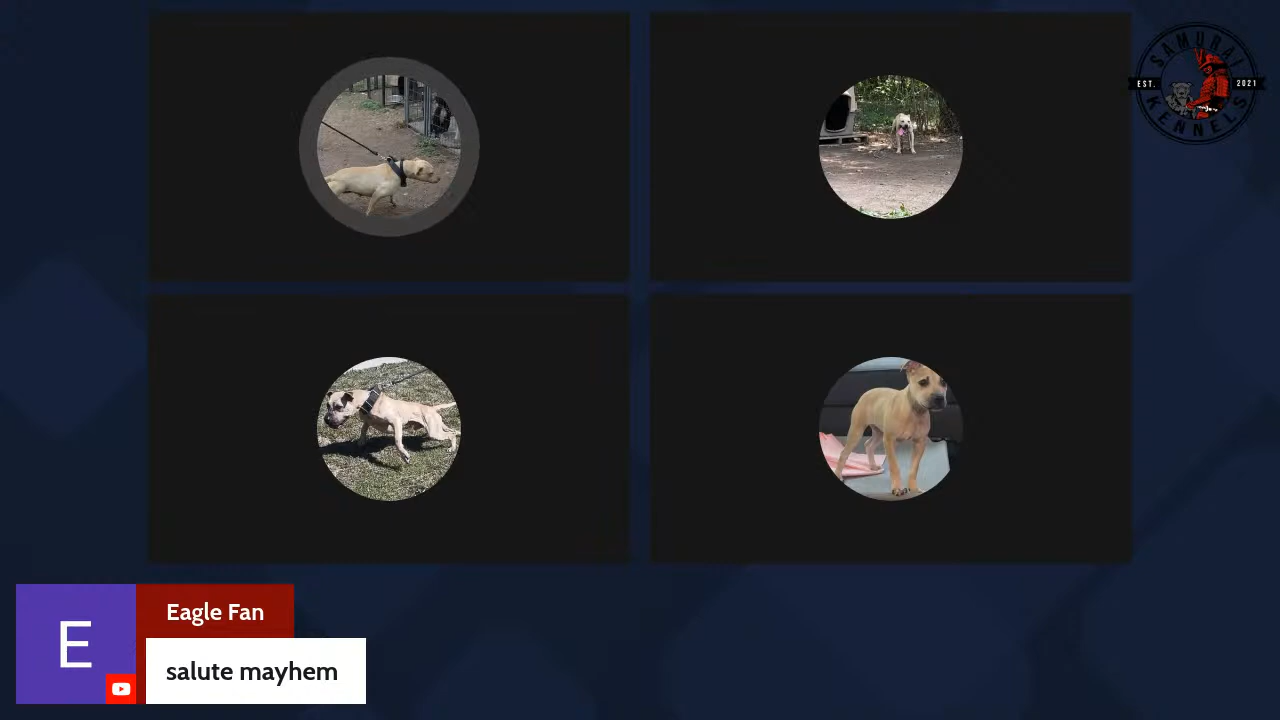 SAMURAI
EST. 2021
KENNELS
E
Eagle Fan
salute mayhem